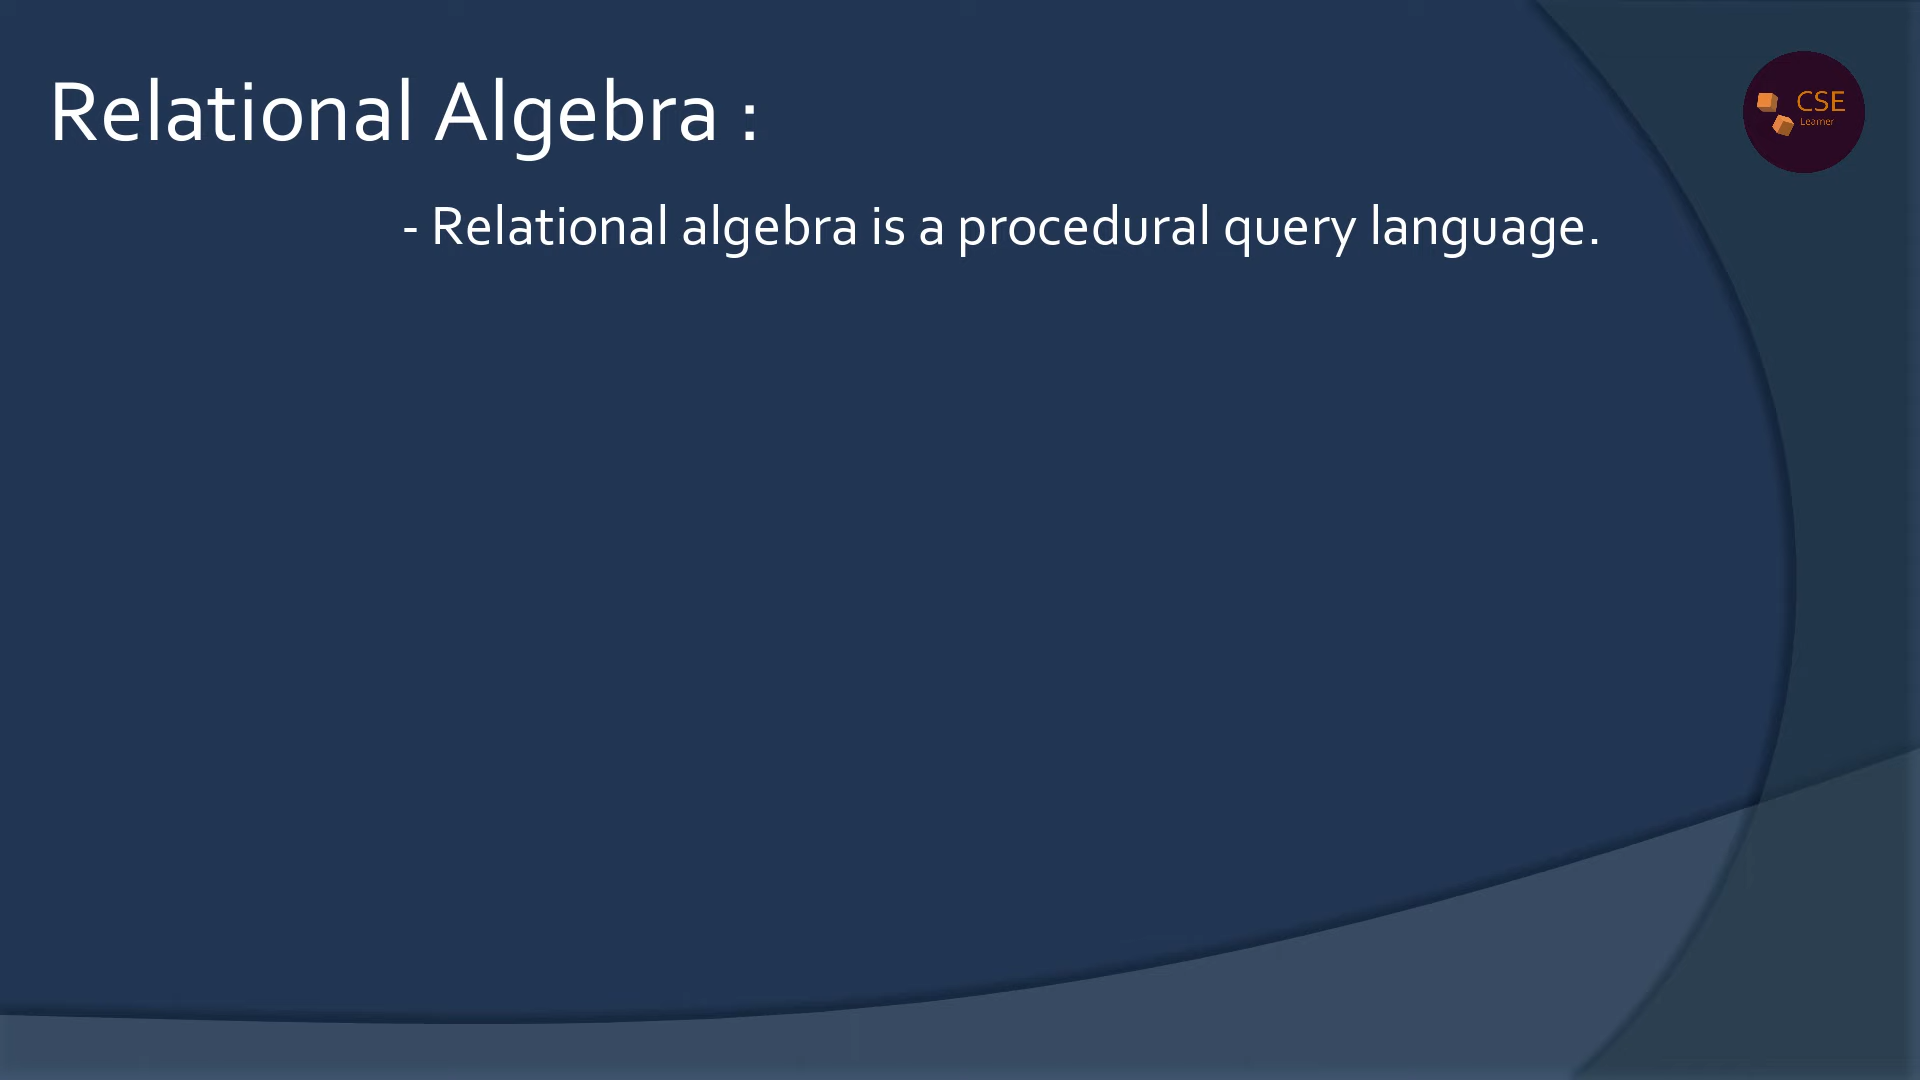 Relational Algebra :
- Relational algebra is a procedural query language.
CSE
Learner